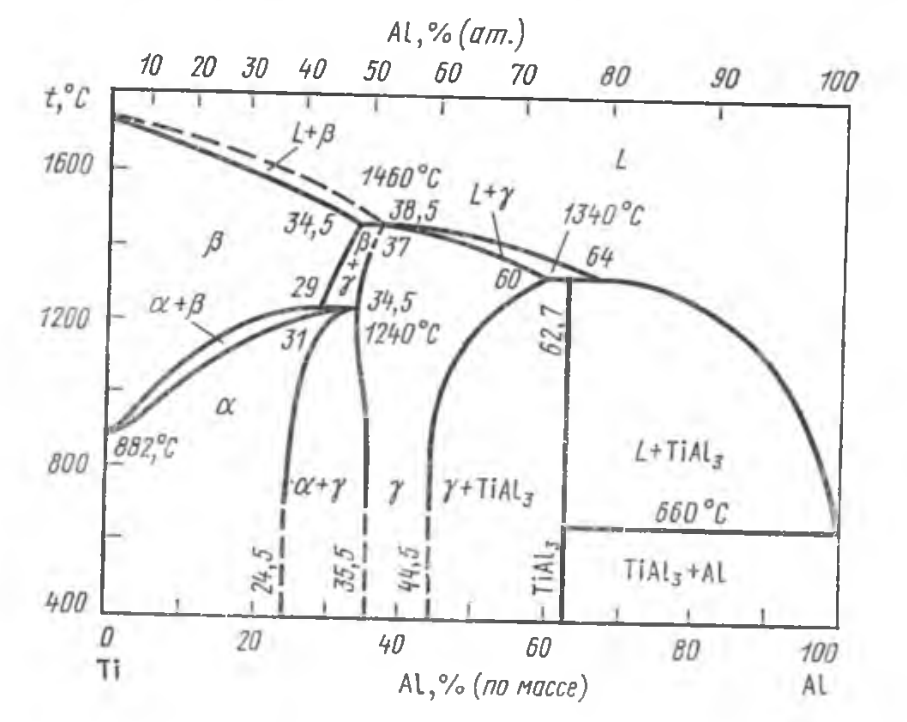 Al,% (ат.)
10 20 30 40 50 60 70 80 90 100
t,°C
L+β
L
1600
1460°C
L+γ
38,5
1340°C
34,5
β
37
64
β
γ+β
60
29
α+β
34,5
1200
31
1240°C
62,7
α
882,°C
800
α+γ
γ
γ+TiAl₃
L+TiAl₃
660°C
24,5
35,5
44,5
TiAl₃
TiAl₃+Al
400
0 20 40 60 80 100
Ti
Al,% (по массе)
Al